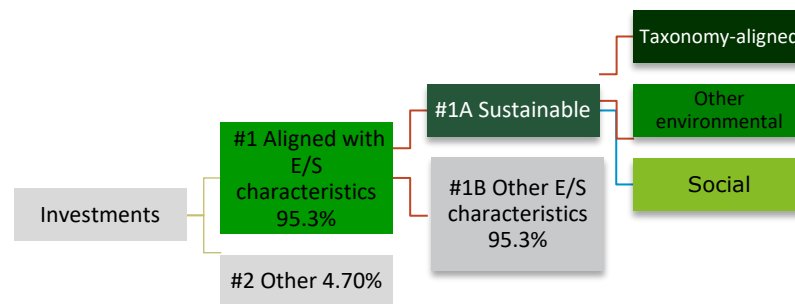 Taxonomy-aligned
#1A Sustainable
Other
environmental
#1 Aligned with
E/S
characteristics
95.3%
#1B Other E/S
characteristics
95.3%
Social
Investments
#2 Other 4.70%